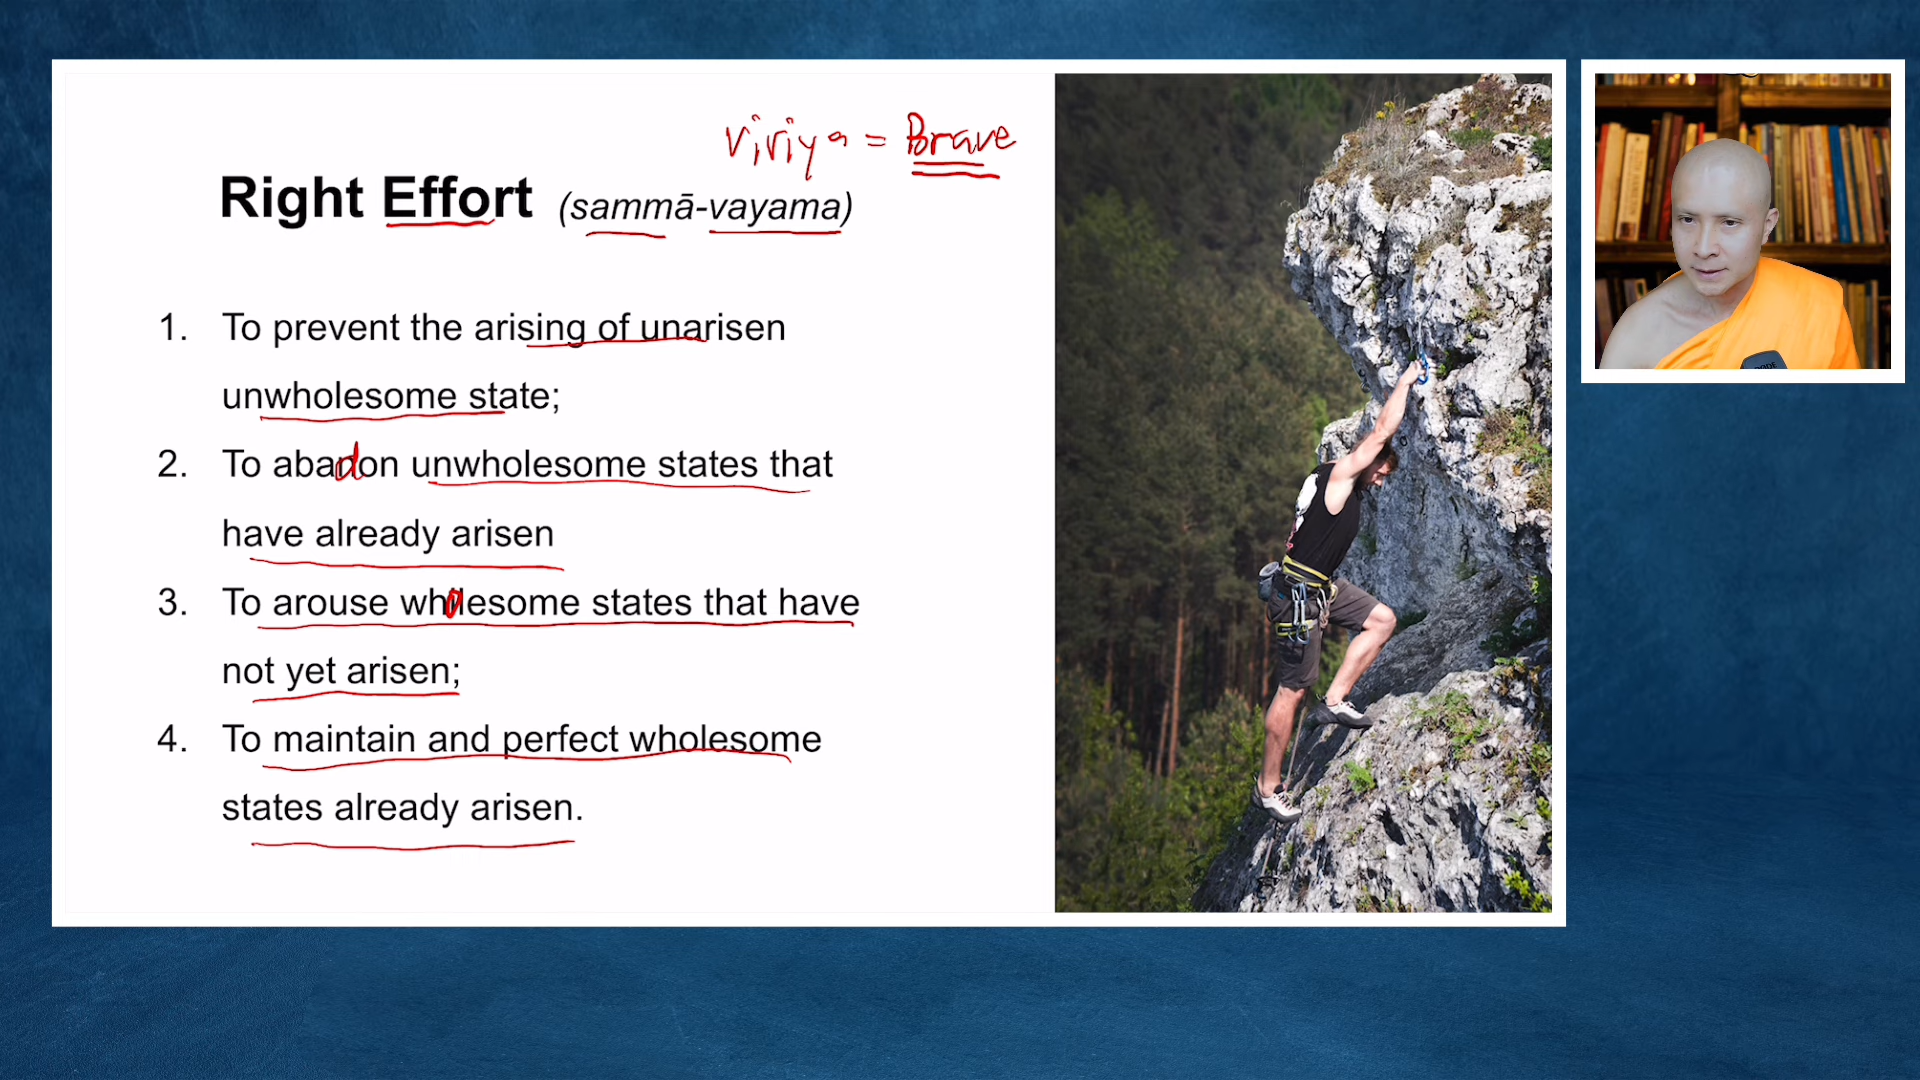 viriya = Brave
Right Effort (sammā-vayama)
1. To prevent the arising of unarisen
unwholesome state;
2. To abadon unwholesome states that
have already arisen
3. To arouse wholesome states that have
not yet arisen;
4. To maintain and perfect wholesome
states already arisen.